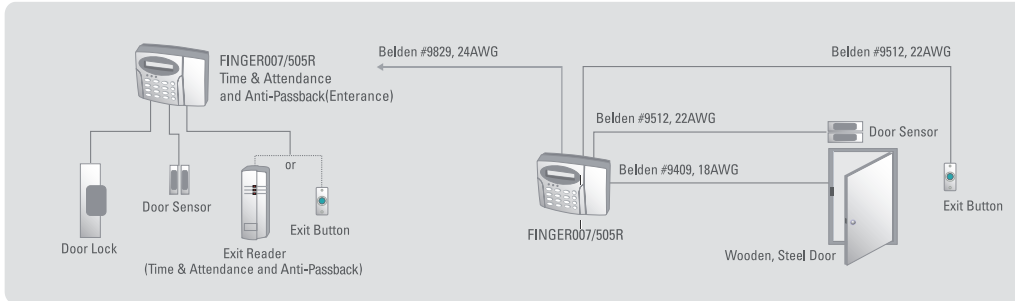 FINGER007/505R
Time & Attendance
and Anti-Passback(Enterance)
Belden #9829, 24AWG
Belden #9512, 22AWG
Belden #9512, 22AWG
Door Sensor
Belden #9409, 18AWG
or
Door Lock
Door Sensor
Exit Reader
(Time & Attendance and Anti-Passback)
Exit Button
FINGER007/505R
Wooden, Steel Door
Exit Button